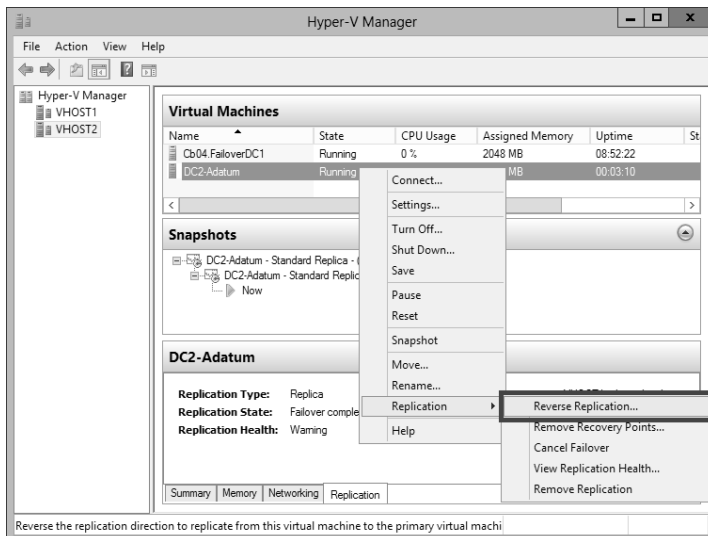 Hyper-V Manager
File Action View Help
Hyper-V Manager
VHOST1
VHOST2
Virtual Machines
Name State CPU Usage Assigned Memory Uptime St
Cb04.FailoverDC1 Running 0 % 2048 MB 08:52:22
DC2-Adatum Running MB 00:03:10
Connect...
Settings...
Turn Off...
Shut Down...
Save
Pause
Reset
Snapshot
Move...
Rename...
Replication
Help
Reverse Replication...
Remove Recovery Points...
Cancel Failover
View Replication Health...
Remove Replication
Snapshots
DC2-Adatum - Standard Replica - (
DC2-Adatum - Standard Replic
Now
DC2-Adatum
Replication Type: Replica
Replication State: Failover comple
Replication Health: Warning
Summary Memory Networking Replication
Reverse the replication direction to replicate from this virtual machine to the primary virtual machi